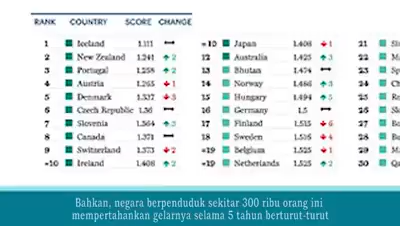 RANK COUNTRY SCORE CHANGE
1 Iceland 1.111 ↔
2 New Zealand 1.241 ↑ 2
3 Portugal 1.258 ↑ 2
4 Austria 1.265 ↓ 1
5 Denmark 1.337 ↓ 3
6 Czech Republic 1.36 ↔
7 Slovenia 1.364 ↑ 3
8 Canada 1.371 ↔
9 Switzerland 1.373 ↓ 2
=10 Ireland 1.408 ↑ 2
=10 Japan 1.408 ↓ 1
12 Australia 1.425 ↑ 3
13 Bhutan 1.474 ↔
14 Norway 1.486 ↑ 3
15 Hungary 1.494 ↑ 5
16 Germany 1.5 ↔
17 Finland 1.515 ↓ 6
18 Sweden ↓ 4
=19 Belgium 1.525 ↓ 1
=19 Netherlands 1.525 ↑ 2
21
22
23
24
25
26
27
28
29
30
Bahkan, negara berpenduduk sekitar 300 ribu orang ini
mempertahankan gelarnya selama 5 tahun berturut-turut